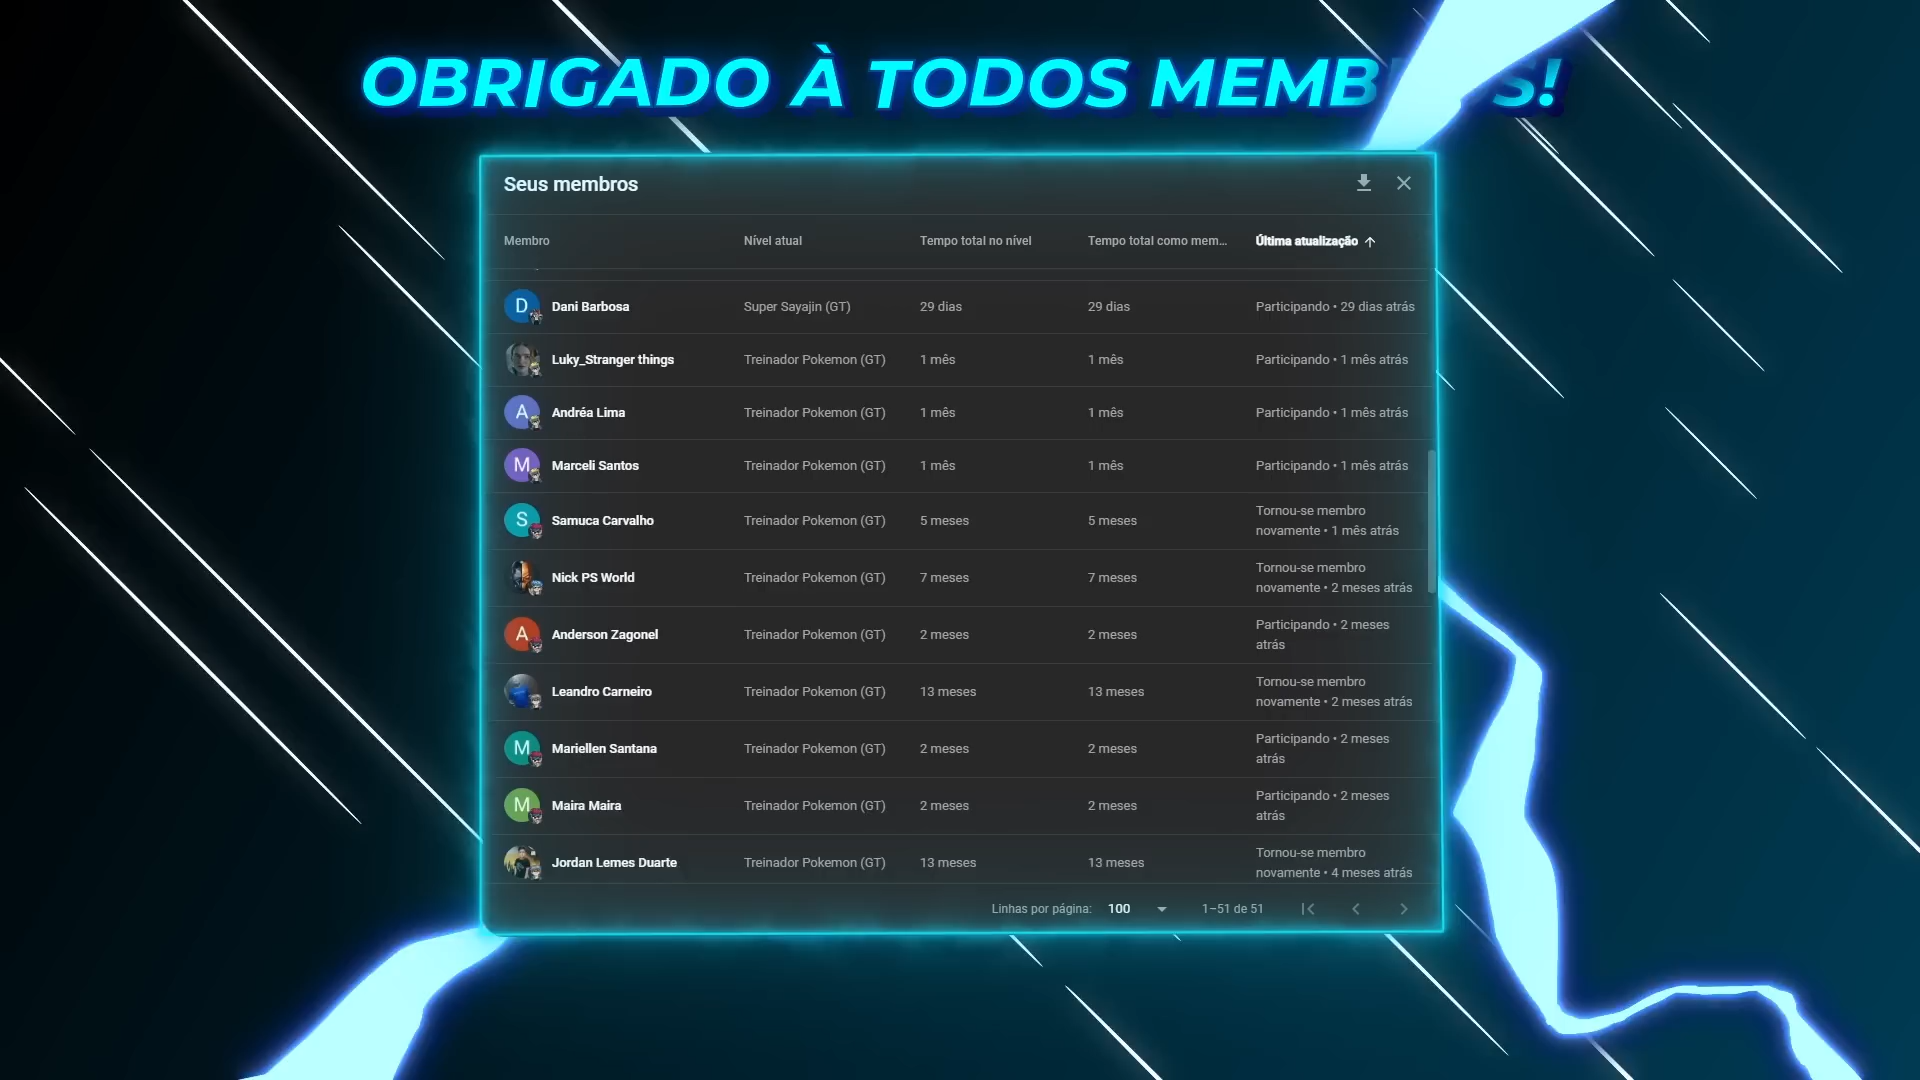 OBRIGADO À TODOS MEMB S!
Seus membros
Membro Nível atual Tempo total no nível Tempo total como mem... Última atualização
D Dani Barbosa Super Sayajin (GT) 29 dias 29 dias Participando • 29 dias atrás
Luky_Stranger things Treinador Pokemon (GT) 1 mês 1 mês Participando • 1 mês atrás
A Andréa Lima Treinador Pokemon (GT) 1 mês 1 mês Participando • 1 mês atrás
M Marceli Santos Treinador Pokemon (GT) 1 mês 1 mês Participando • 1 mês atrás
S Samuca Carvalho Treinador Pokemon (GT) 5 meses 5 meses Tornou-se membro
novamente • 1 mês atrás
Nick PS World Treinador Pokemon (GT) 7 meses 7 meses Tornou-se membro
novamente • 2 meses atrás
A Anderson Zagonel Treinador Pokemon (GT) 2 meses 2 meses Participando • 2 meses
atrás
Leandro Carneiro Treinador Pokemon (GT) 13 meses 13 meses Tornou-se membro
novamente • 2 meses atrás
M Mariellen Santana Treinador Pokemon (GT) 2 meses 2 meses Participando • 2 meses
atrás
M Maira Maira Treinador Pokemon (GT) 2 meses 2 meses Participando • 2 meses
atrás
Jordan Lemes Duarte Treinador Pokemon (GT) 13 meses 13 meses Tornou-se membro
novamente • 4 meses atrás
Linhas por página: 100 1–51 de 51